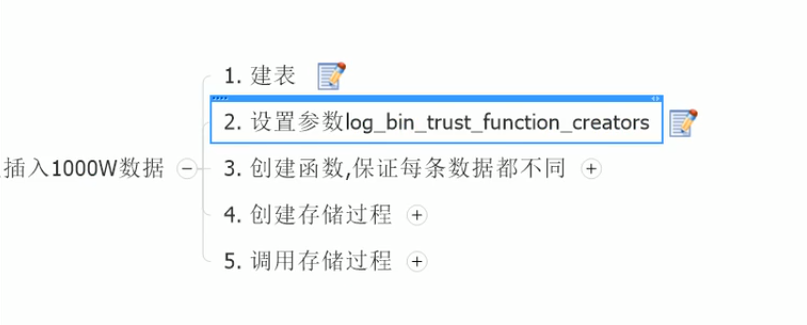 1. 建表
2. 设置参数log_bin_trust_function_creators
插入1000W数据
3. 创建函数,保证每条数据都不同
4. 创建存储过程
5. 调用存储过程